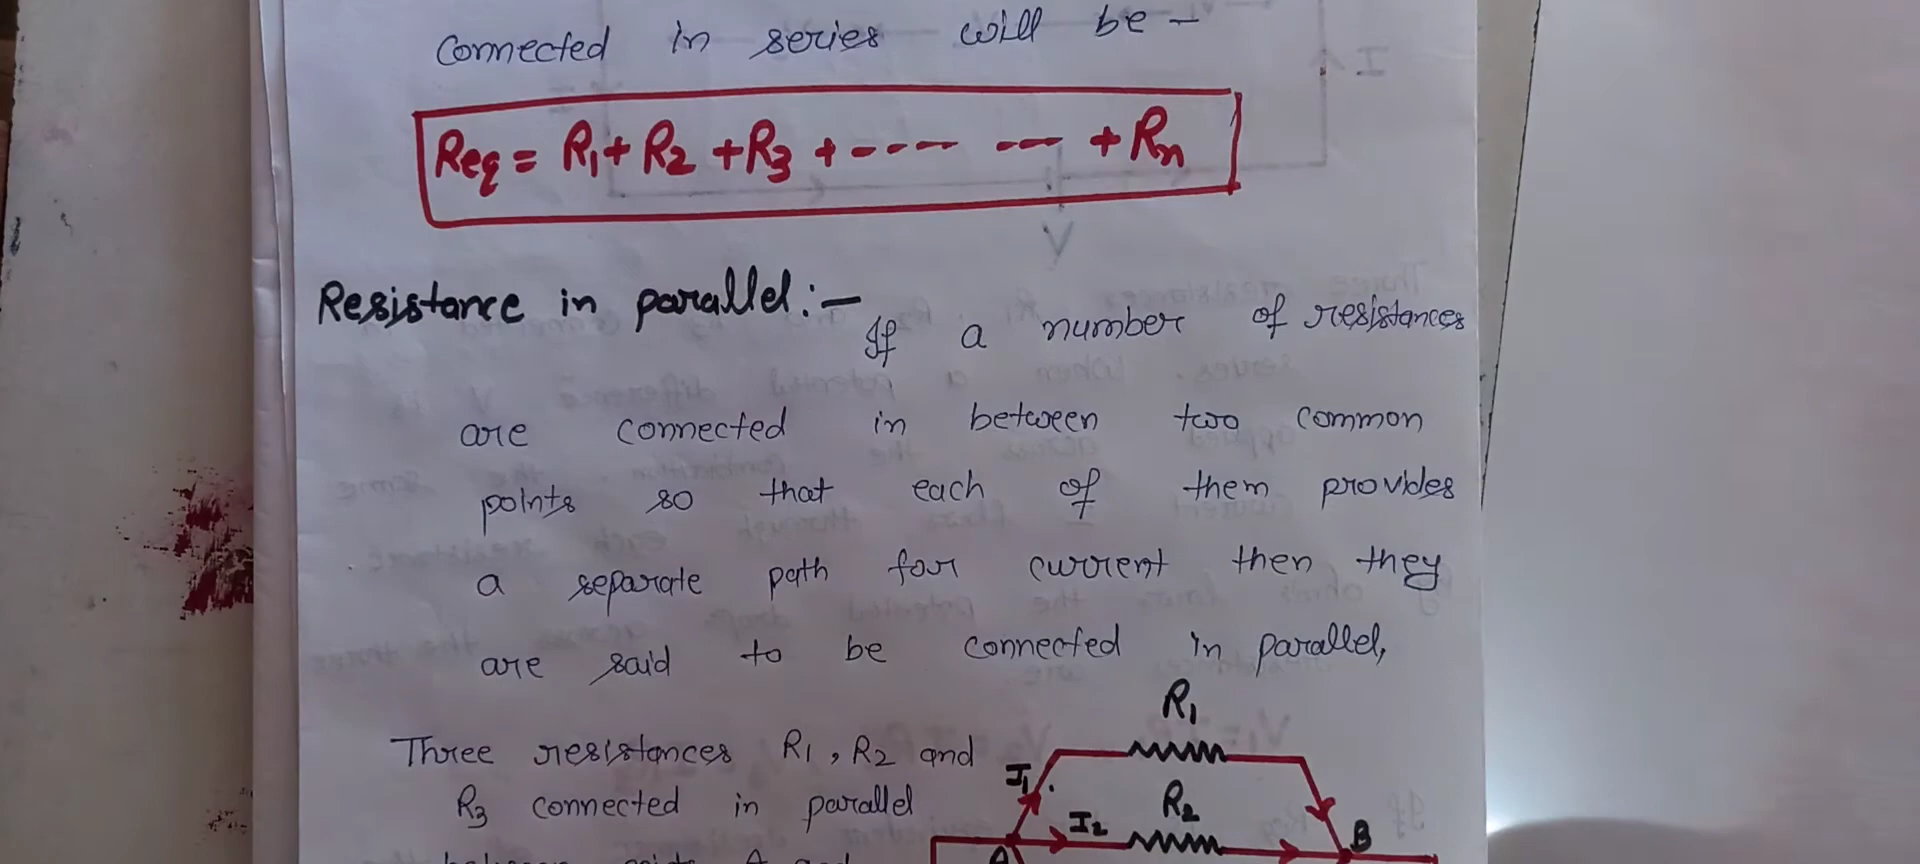 connected in series will be -
Req = R1 + R2 + R3 + ---- --- + Rn
Resistance in parallel :- If a number of resistances
are connected in between two common
points so that each of them provides
a separate path for current then they
are said to be connected in parallel,
R1
Three resistances R1, R2 and
I1
R3 connected in parallel
R2
I2
B
A
I
V